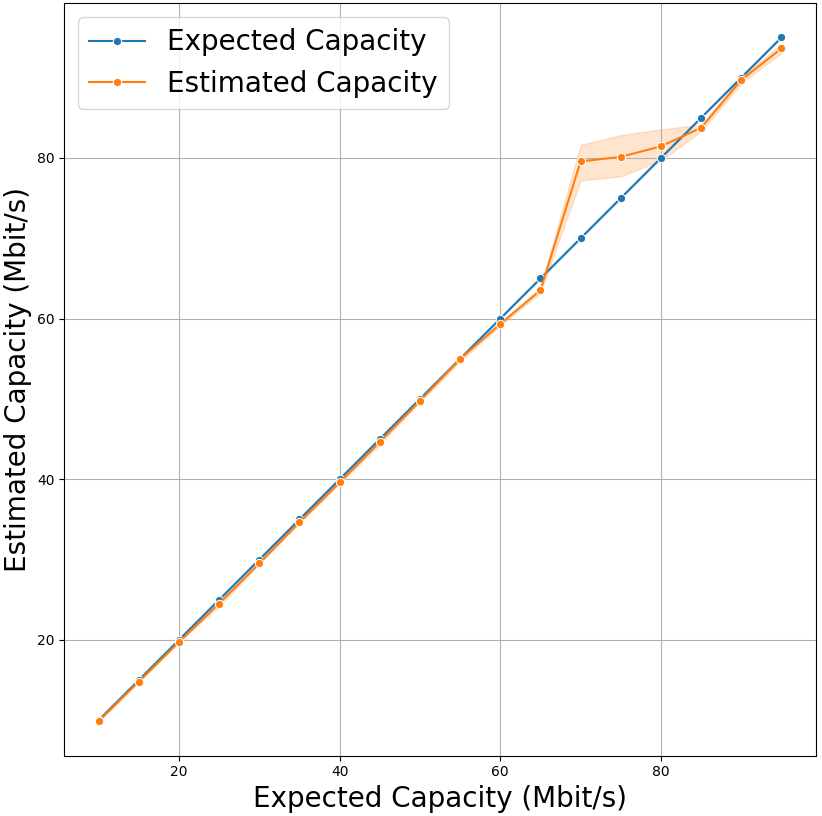 Expected Capacity
Estimated Capacity
Estimated Capacity (Mbit/s)
80
60
40
20
20 40 60 80
Expected Capacity (Mbit/s)